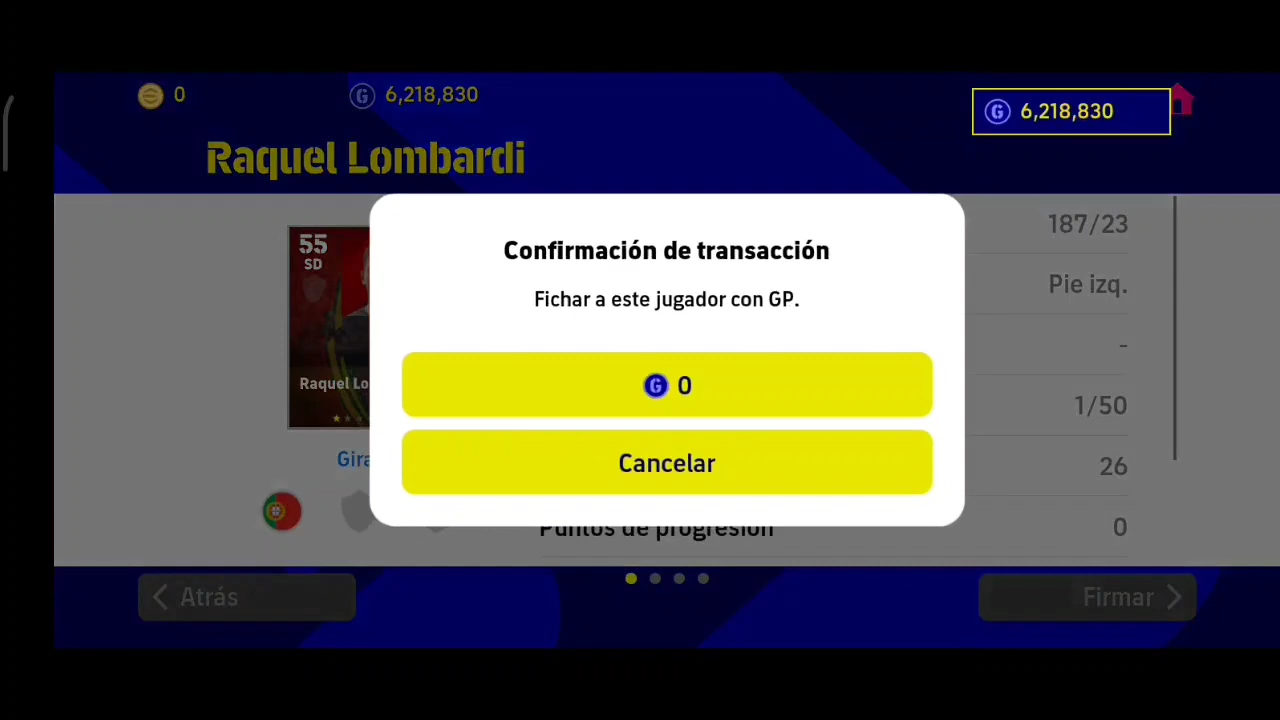 0
6,218,830
6,218,830
Raquel Lombardi
55
SD
Raquel Lo
Gira
Confirmación de transacción
Fichar a este jugador con GP.
0
Cancelar
187/23
Pie izq.
-
1/50
26
Puntos de progresión
0
Atrás
Firmar